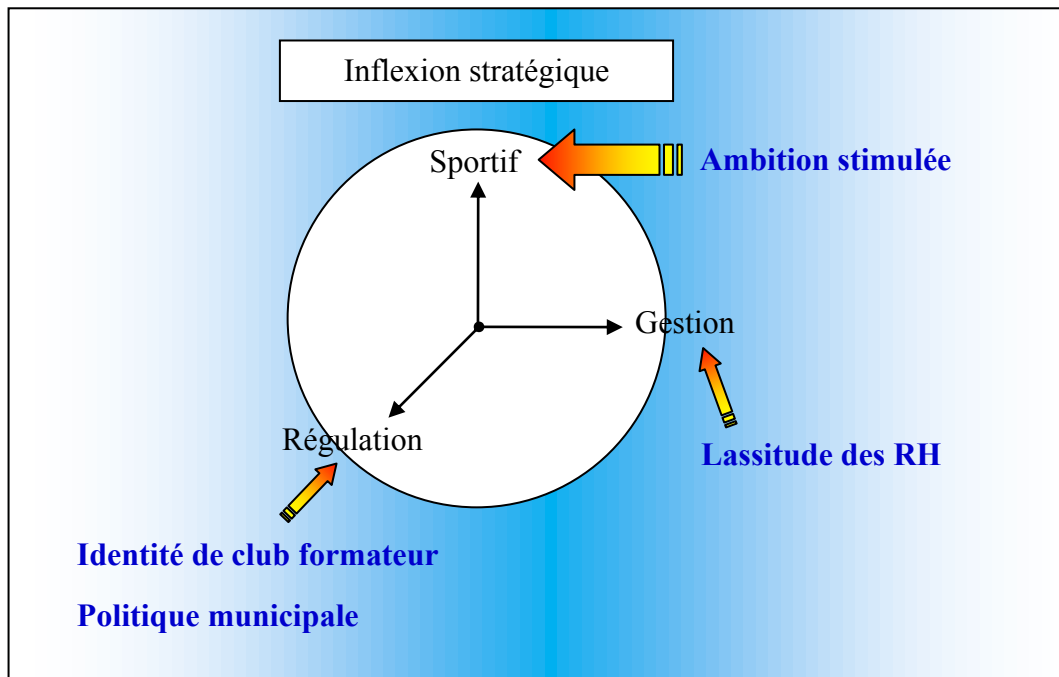 Inflexion stratégique
Sportif
Ambition stimulée
Gestion
Régulation
Lassitude des RH
Identité de club formateur
Politique municipale